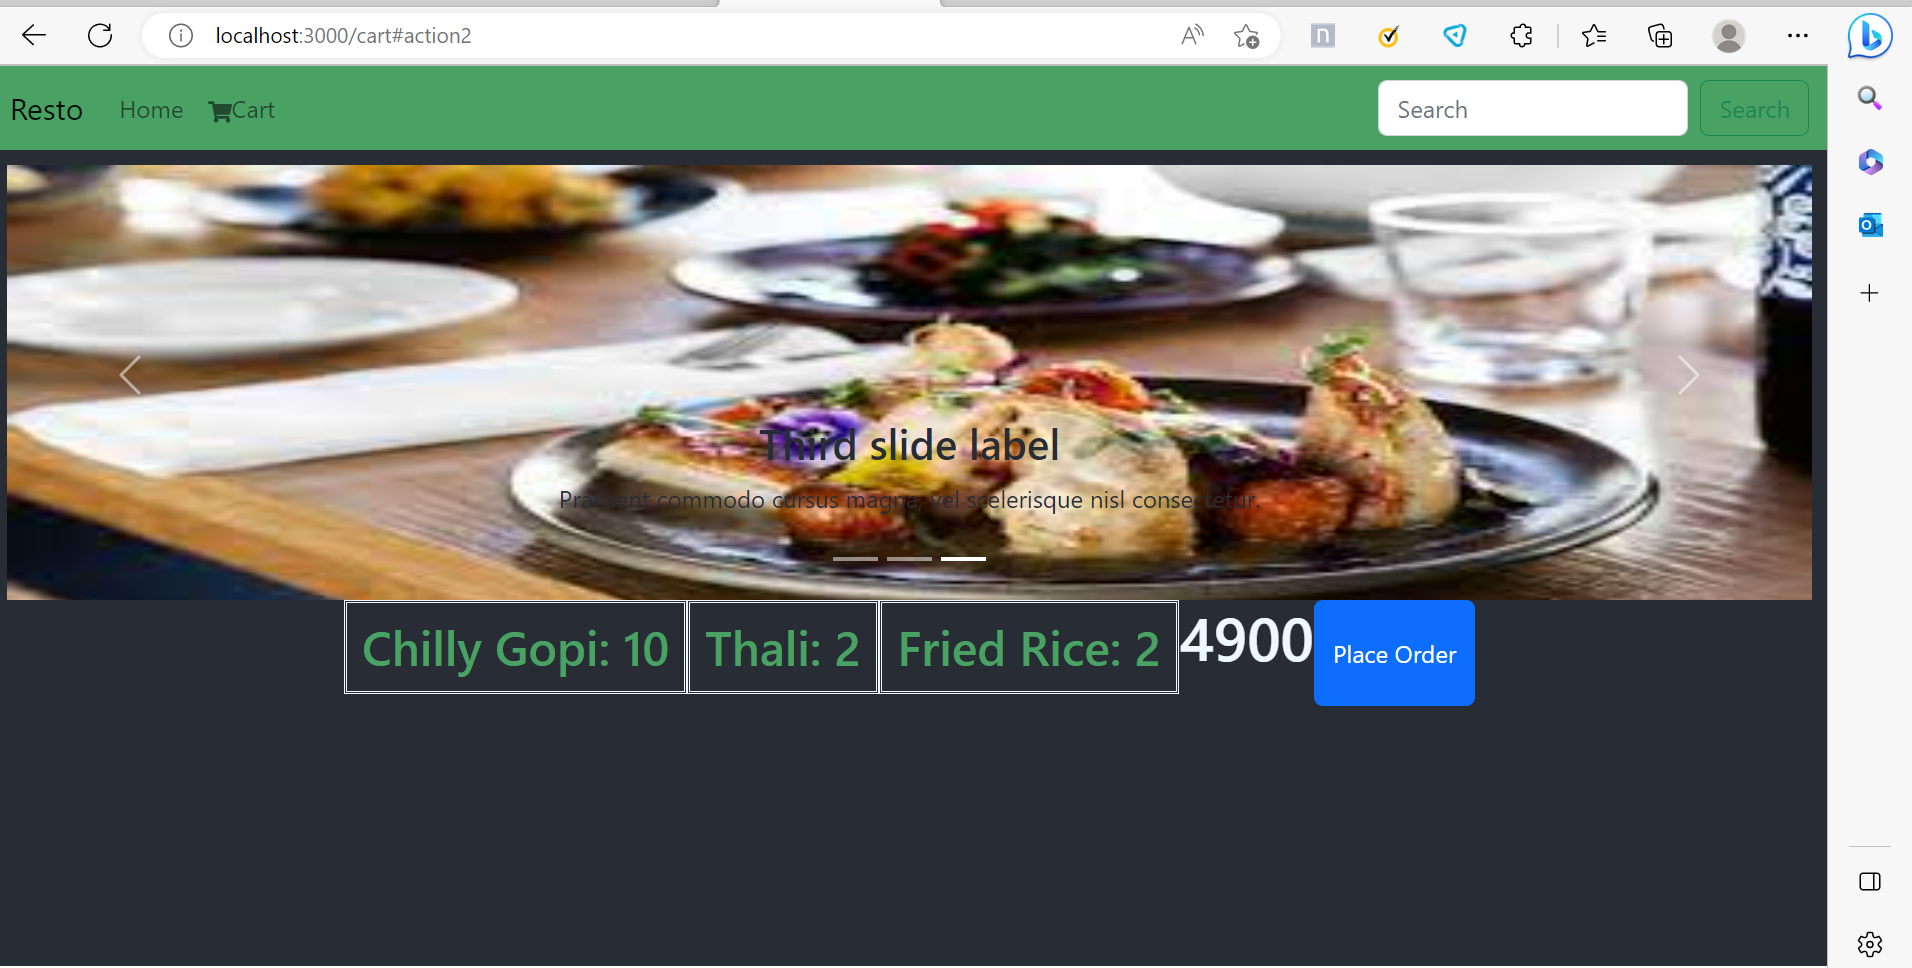 localhost:3000/cart#action2
Resto Home Cart Search Search
Third slide label
Praesent commodo cursus magna, vel scelerisque nisl consectetur.
Chilly Gopi: 10 Thali: 2 Fried Rice: 2 4900 Place Order